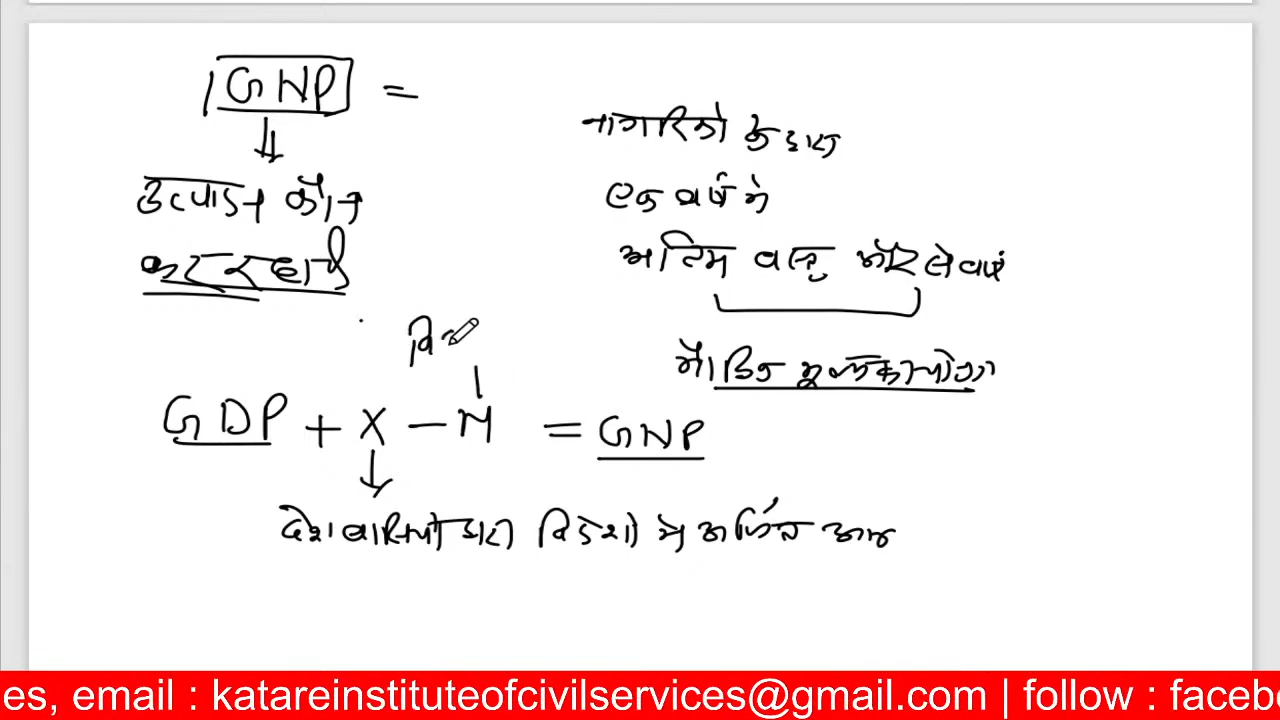 GNP =
उत्पादन कौन
कर रहा है
नागरिको के द्वारा
एक वर्ष मे
अन्तिम वस्तु और सेवाएं
मौद्रिक मूल्य का योग
वि
GDP + X - M = GNP
देशवासियो द्वारा विदेशो मे अर्जित आय
es, email : katareinstituteofcivilservices@gmail.com | follow : facebo